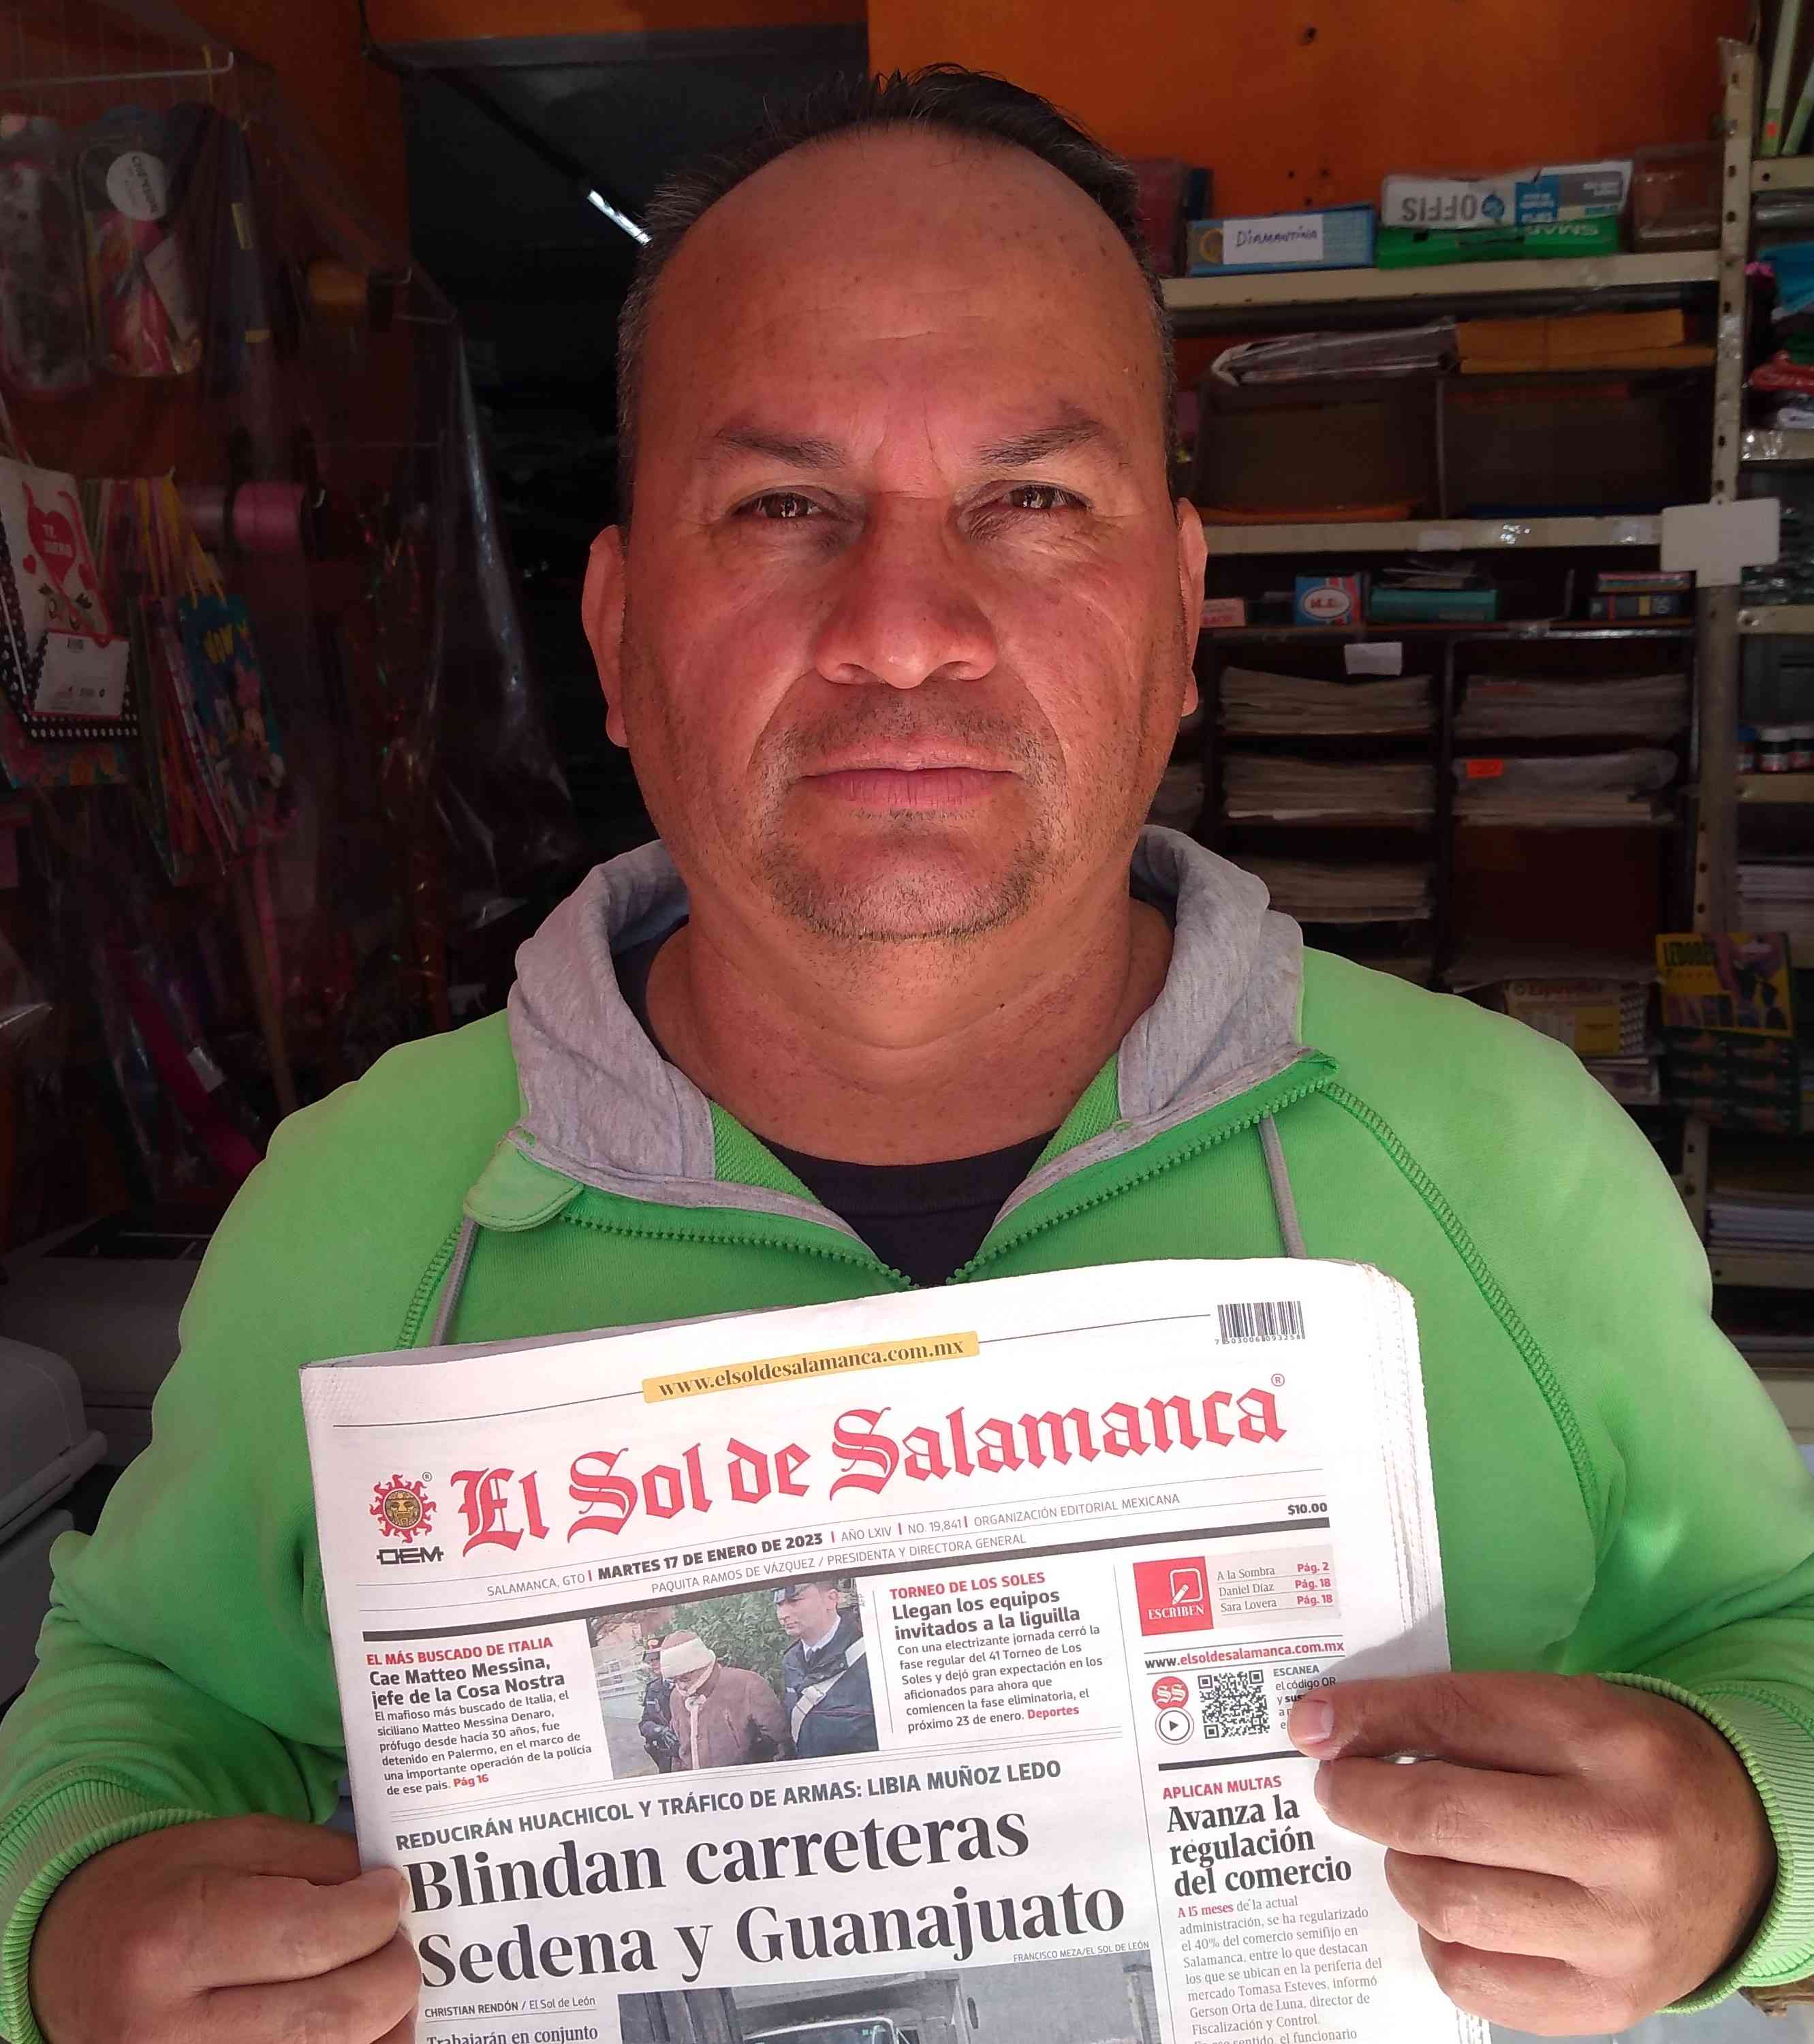 OFFIS
DIAMANTINA
TE
QUIERO
www.elsoldesalamanca.com.mx
7 503006 093258
El Sol de Salamanca®
OEM
SALAMANCA, GTO | MARTES 17 DE ENERO DE 2023 | AÑO LXIV | NO. 19,841 | ORGANIZACIÓN EDITORIAL MEXICANA
$10.00
PAQUITA RAMOS DE VÁZQUEZ / PRESIDENTA Y DIRECTORA GENERAL
EL MÁS BUSCADO DE ITALIA
Cae Matteo Messina,
jefe de la Cosa Nostra
El mafioso más buscado de Italia, el
siciliano Matteo Messina Denaro,
prófugo desde hacía 30 años, fue
detenido en Palermo, en el marco de
una importante operación de la policía
de ese país. Pág 16
TORNEO DE LOS SOLES
Llegan los equipos
invitados a la liguilla
Con una electrizante jornada cerró la
fase regular del 41 Torneo de Los
Soles y dejó gran expectación en los
aficionados para ahora que
comiencen la fase eliminatoria, el
próximo 23 de enero. Deportes
ESCRIBEN
A la Sombra Pág. 2
Daniel Díaz Pág. 18
Sara Lovera Pág. 18
www.elsoldesalamanca.com.mx
SS
ESCANEA
el código QR
y
REDUCIRÁN HUACHICOL Y TRÁFICO DE ARMAS: LIBIA MUÑOZ LEDO
Blindan carreteras
Sedena y Guanajuato
FRANCISCO MEZA/EL SOL DE LEÓN
CHRISTIAN RENDÓN / El Sol de León
Trabajarán en conjunto
APLICAN MULTAS
Avanza la
regulación
del comercio
A 15 meses de la actual
administración, se ha regularizado
el 40% del comercio semifijo en
Salamanca, entre lo que destacan
los que se ubican en la periferia del
mercado Tomasa Esteves, informó
Gerson Orta de Luna, director de
Fiscalización y Control.
sentido, el funcionario